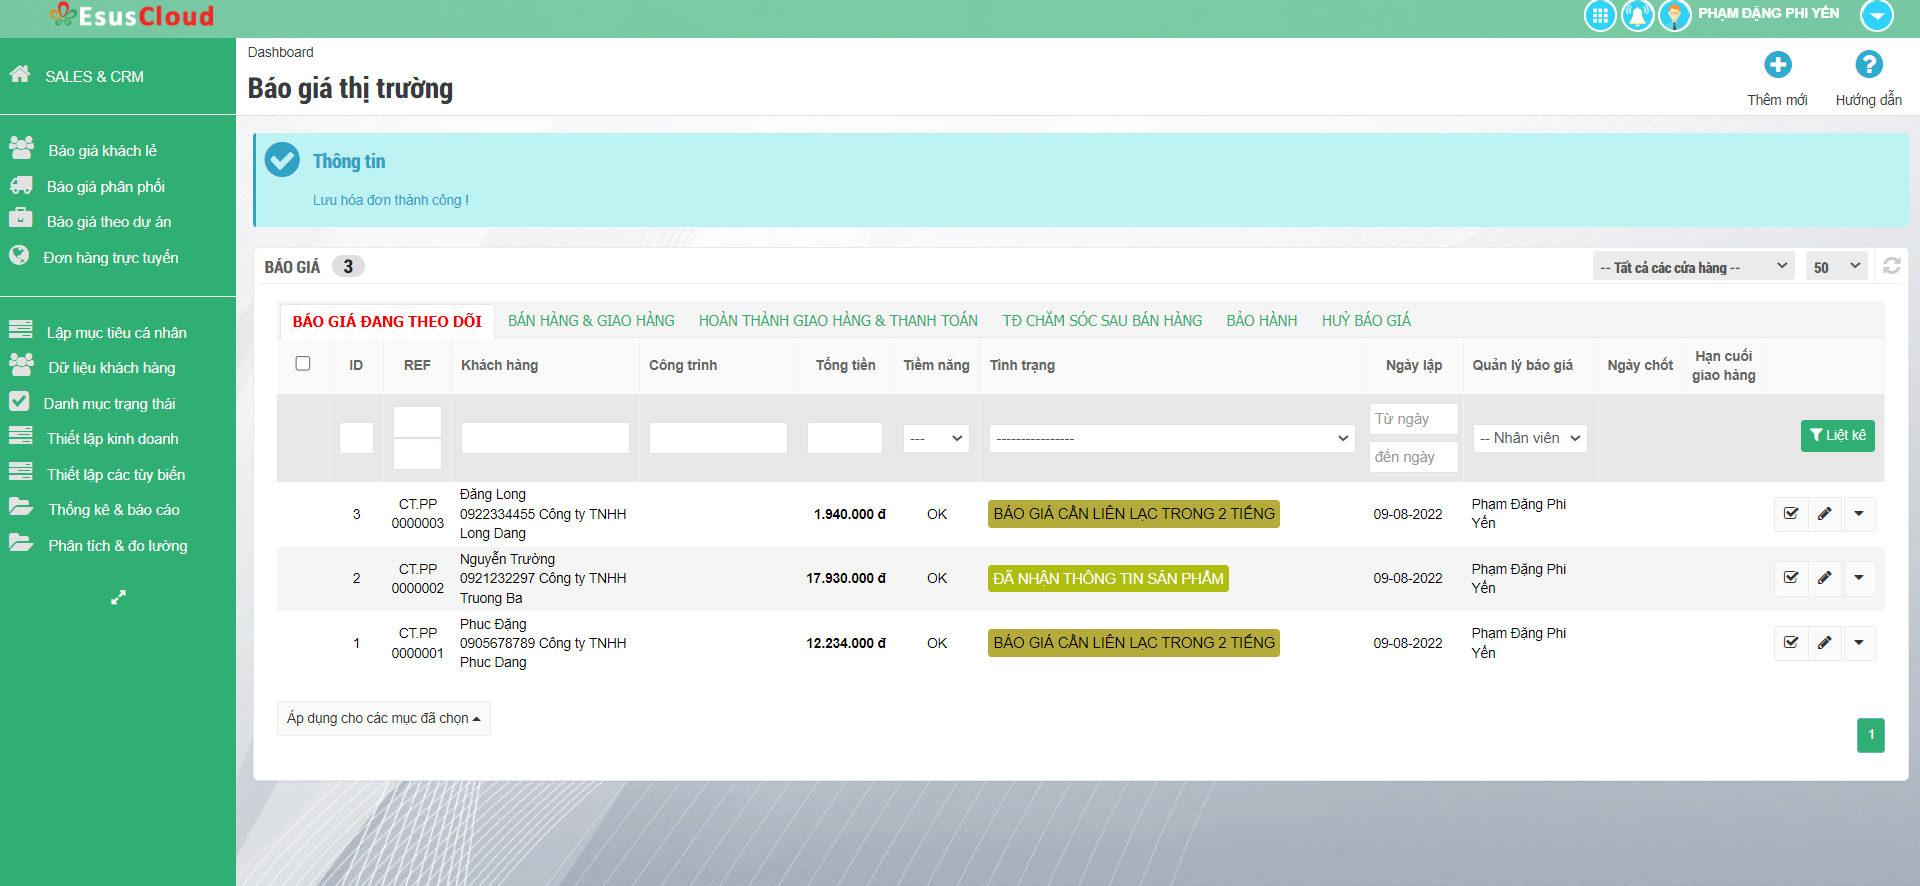 EsusCloud
PHẠM ĐẶNG PHI YẾN
SALES & CRM
Báo giá khách lẻ
Báo giá phân phối
Báo giá theo dự án
Đơn hàng trực tuyến
Lập mục tiêu cá nhân
Dữ liệu khách hàng
Danh mục trạng thái
Thiết lập kinh doanh
Thiết lập các tùy biến
Thống kê & báo cáo
Phân tích & đo lường
Dashboard
Báo giá thị trường
Thêm mới
Hướng dẫn
Thông tin
Lưu hóa đơn thành công !
BÁO GIÁ 3
-- Tất cả các cửa hàng --
50
BÁO GIÁ ĐANG THEO DÕI BÁN HÀNG & GIAO HÀNG HOÀN THÀNH GIAO HÀNG & THANH TOÁN TĐ CHĂM SÓC SAU BÁN HÀNG BẢO HÀNH HUỶ BÁO GIÁ
ID REF Khách hàng Công trình Tổng tiền Tiềm năng Tình trạng Ngày lập Quản lý báo giá Ngày chốt Hạn cuối
giao hàng
--- ---------------- Từ ngày
đến ngày
-- Nhân viên
Liệt kê
3
CT.PP
0000003
Đăng Long
0922334455 Công ty TNHH
Long Dang
1.940.000 đ
OK
BÁO GIÁ CẦN LIÊN LẠC TRONG 2 TIẾNG
09-08-2022
Phạm Đặng Phi
Yến
2
CT.PP
0000002
Nguyễn Trường
0921232297 Công ty TNHH
Truong Ba
17.930.000 đ
OK
ĐÃ NHẬN THÔNG TIN SẢN PHẨM
09-08-2022
Phạm Đặng Phi
Yến
1
CT.PP
0000001
Phuc Đặng
0905678789 Công ty TNHH
Phuc Dang
12.234.000 đ
OK
BÁO GIÁ CẦN LIÊN LẠC TRONG 2 TIẾNG
09-08-2022
Phạm Đặng Phi
Yến
Áp dụng cho các mục đã chọn
1